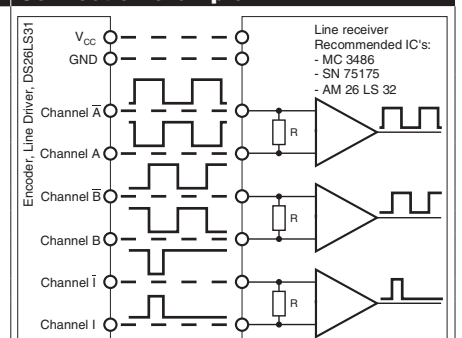 Encoder, Line Driver, DS26LS31
VCC
GND
Channel A̅
Channel A
Channel B̅
Channel B
Channel I̅
Channel I
Line receiver
Recommended IC's:
- MC 3486
- SN 75175
- AM 26 LS 32
R
R
R